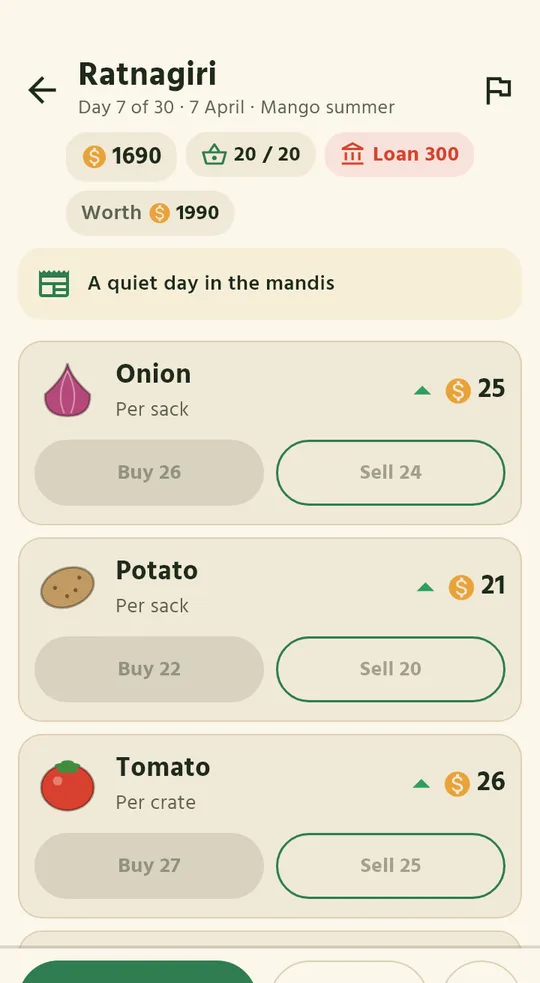 Ratnagiri
Day 7 of 30 · 7 April · Mango summer
1690
20 / 20
Loan 300
Worth 1990
A quiet day in the mandis
Onion
25
Per sack
Buy 26
Sell 24
Potato
21
Per sack
Buy 22
Sell 20
Tomato
26
Per crate
Buy 27
Sell 25